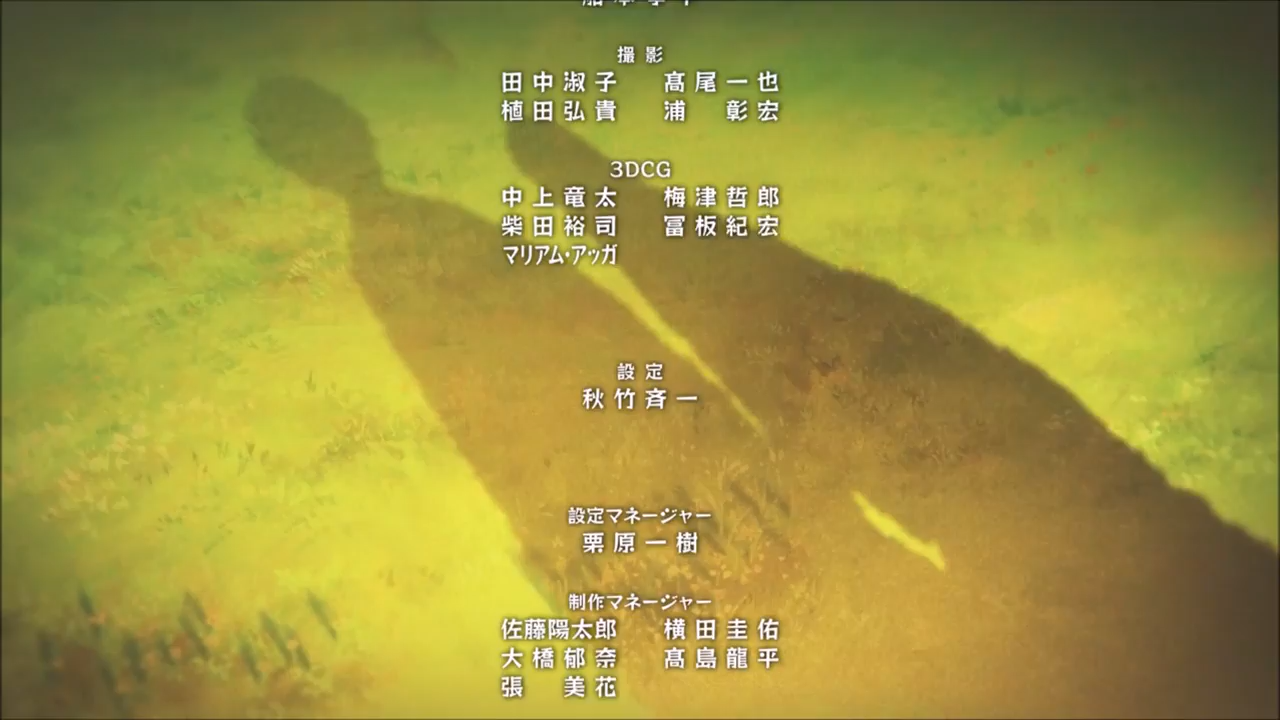 撮影
田中淑子 髙尾一也
植田弘貴 浦 彰宏
3DCG
中上竜太 梅津哲郎
柴田裕司 冨板紀宏
マリアム・アッガ
設定
秋竹斉一
設定マネージャー
栗原一樹
制作マネージャー
佐藤陽太郎 横田圭佑
大橋郁奈 髙島龍平
張 美花